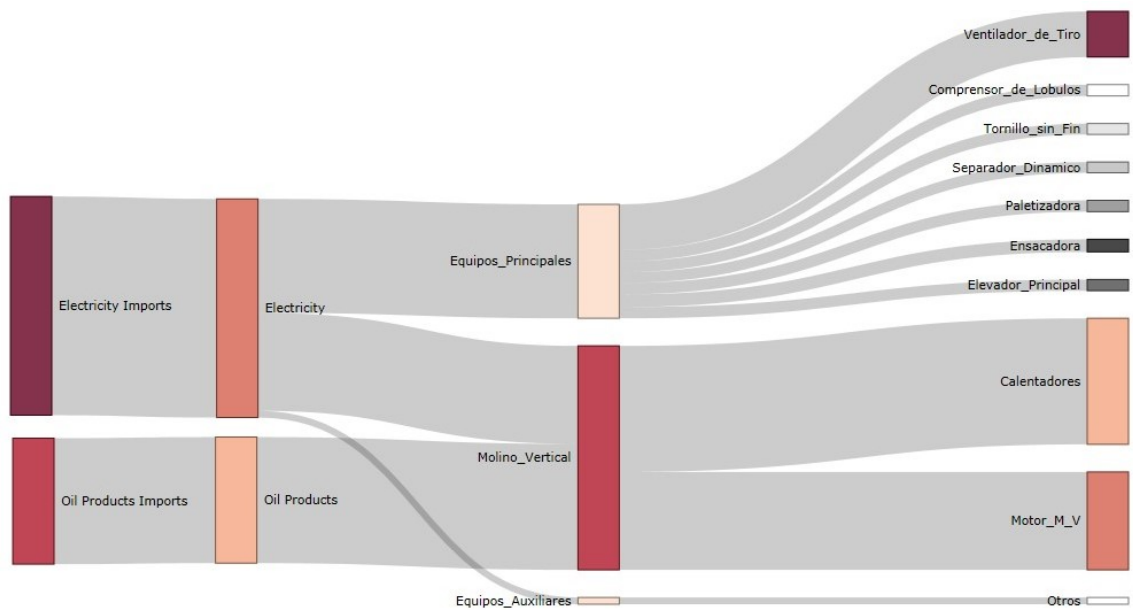 Ventilador_de_Tiro
Comprensor_de_Lobulos
Tornillo_sin_Fin
Separador_Dinamico
Paletizadora
Ensacadora
Equipos_Principales
Elevador_Principal
Electricity Imports
Electricity
Calentadores
Molino_Vertical
Oil Products Imports
Oil Products
Motor_M_V
Equipos_Auxiliares
Otros